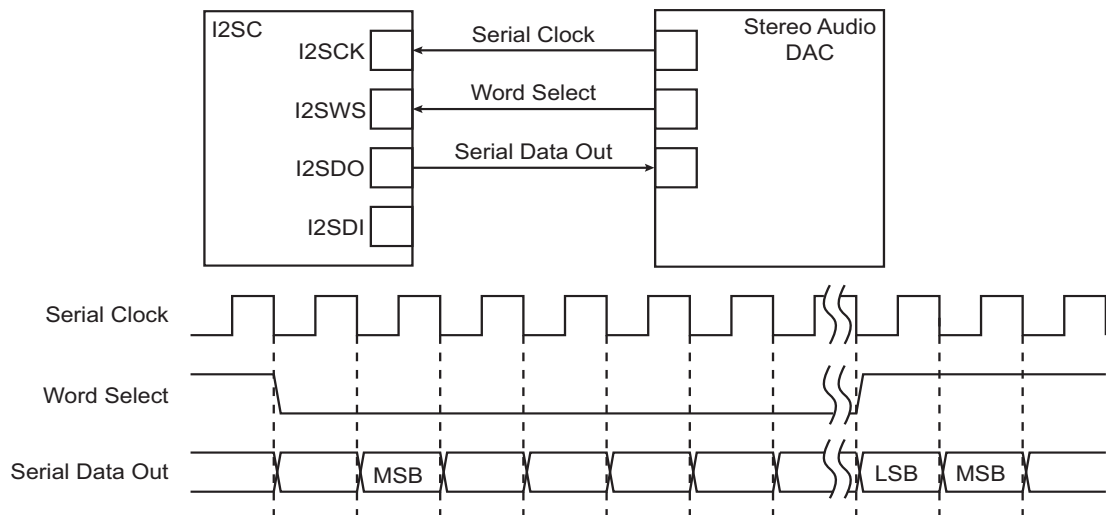 I2SC
Stereo Audio
DAC
I2SCK
Serial Clock
I2SWS
Word Select
I2SDO
Serial Data Out
I2SDI
Serial Clock
Word Select
Serial Data Out
MSB
LSB
MSB